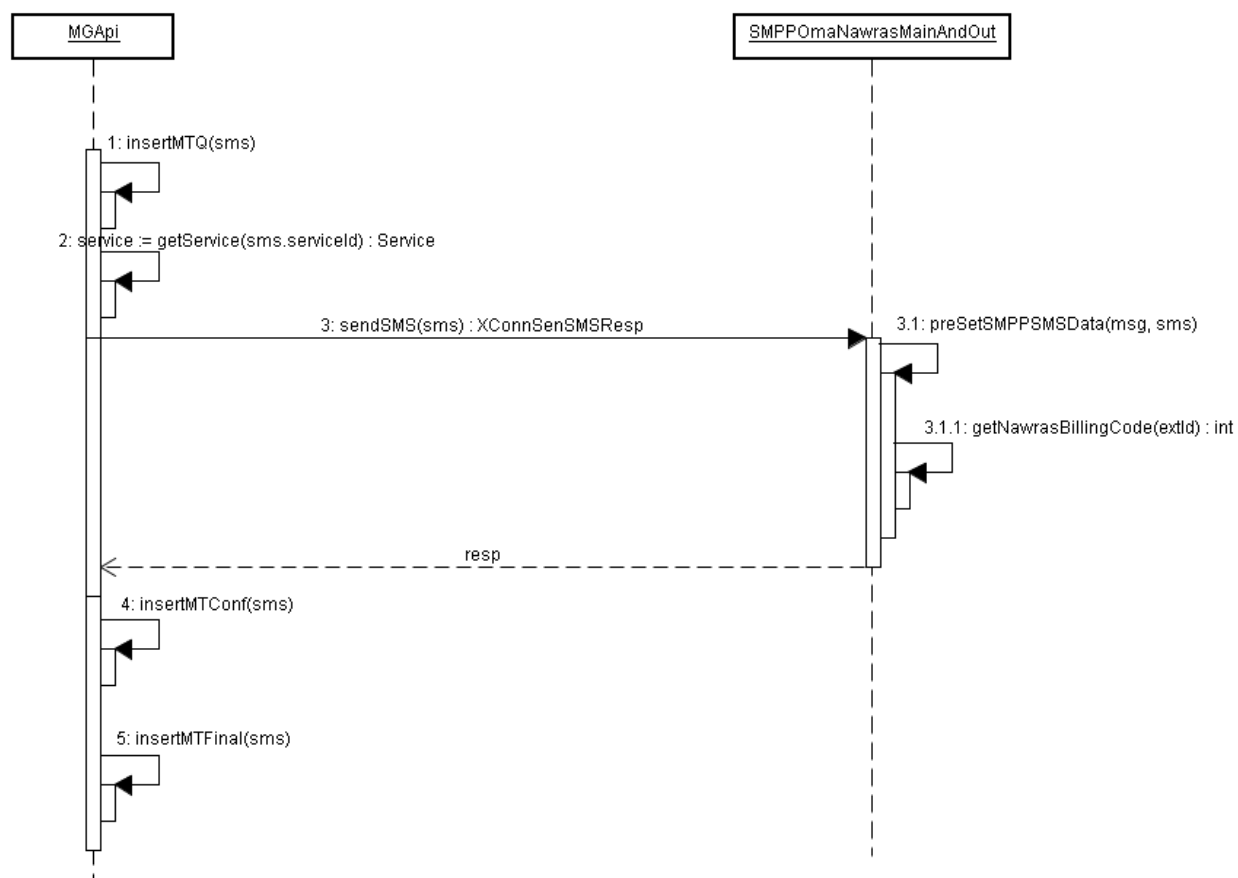 MGApi
SMPPOmaNawrasMainAndOut
1: insertMTQ(sms)
2: service := getService(sms.serviceId) : Service
3: sendSMS(sms) : XConnSenSMSResp
3.1: preSetSMPPSMSData(msg, sms)
3.1.1: getNawrasBillingCode(extId) : int
resp
4: insertMTConf(sms)
5: insertMTFinal(sms)